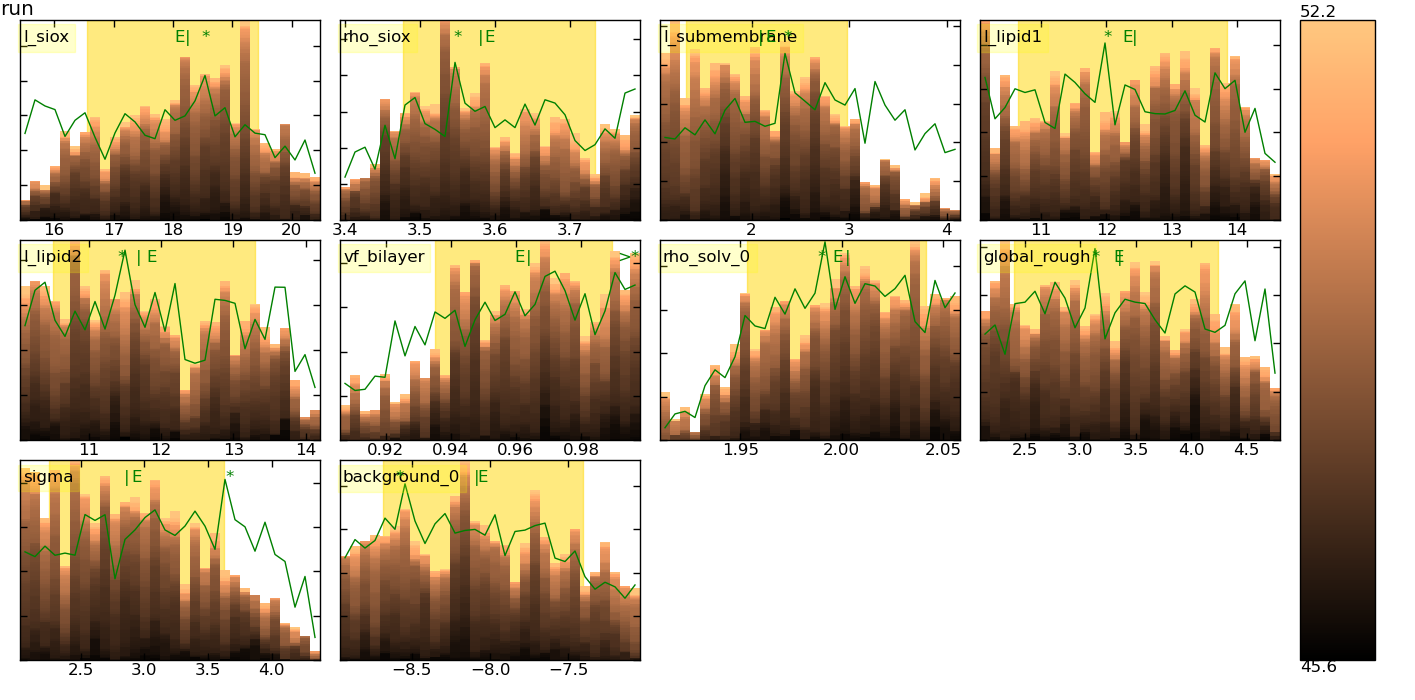 run
52.2
l_siox E| *
rho_siox * |E
l_submembrane |E *
l_lipid1 * E|
16 17 18 19 20
3.4 3.5 3.6 3.7
2 3 4
11 12 13 14
l_lipid2 * | E
vf_bilayer E| >*
rho_solv_0 * E|
global_rough * E
11 12 13 14
0.92 0.94 0.96 0.98
1.95 2.00 2.05
2.5 3.0 3.5 4.0 4.5
sigma |E *
background_0 * |E
2.5 3.0 3.5 4.0
−8.5 −8.0 −7.5
45.6